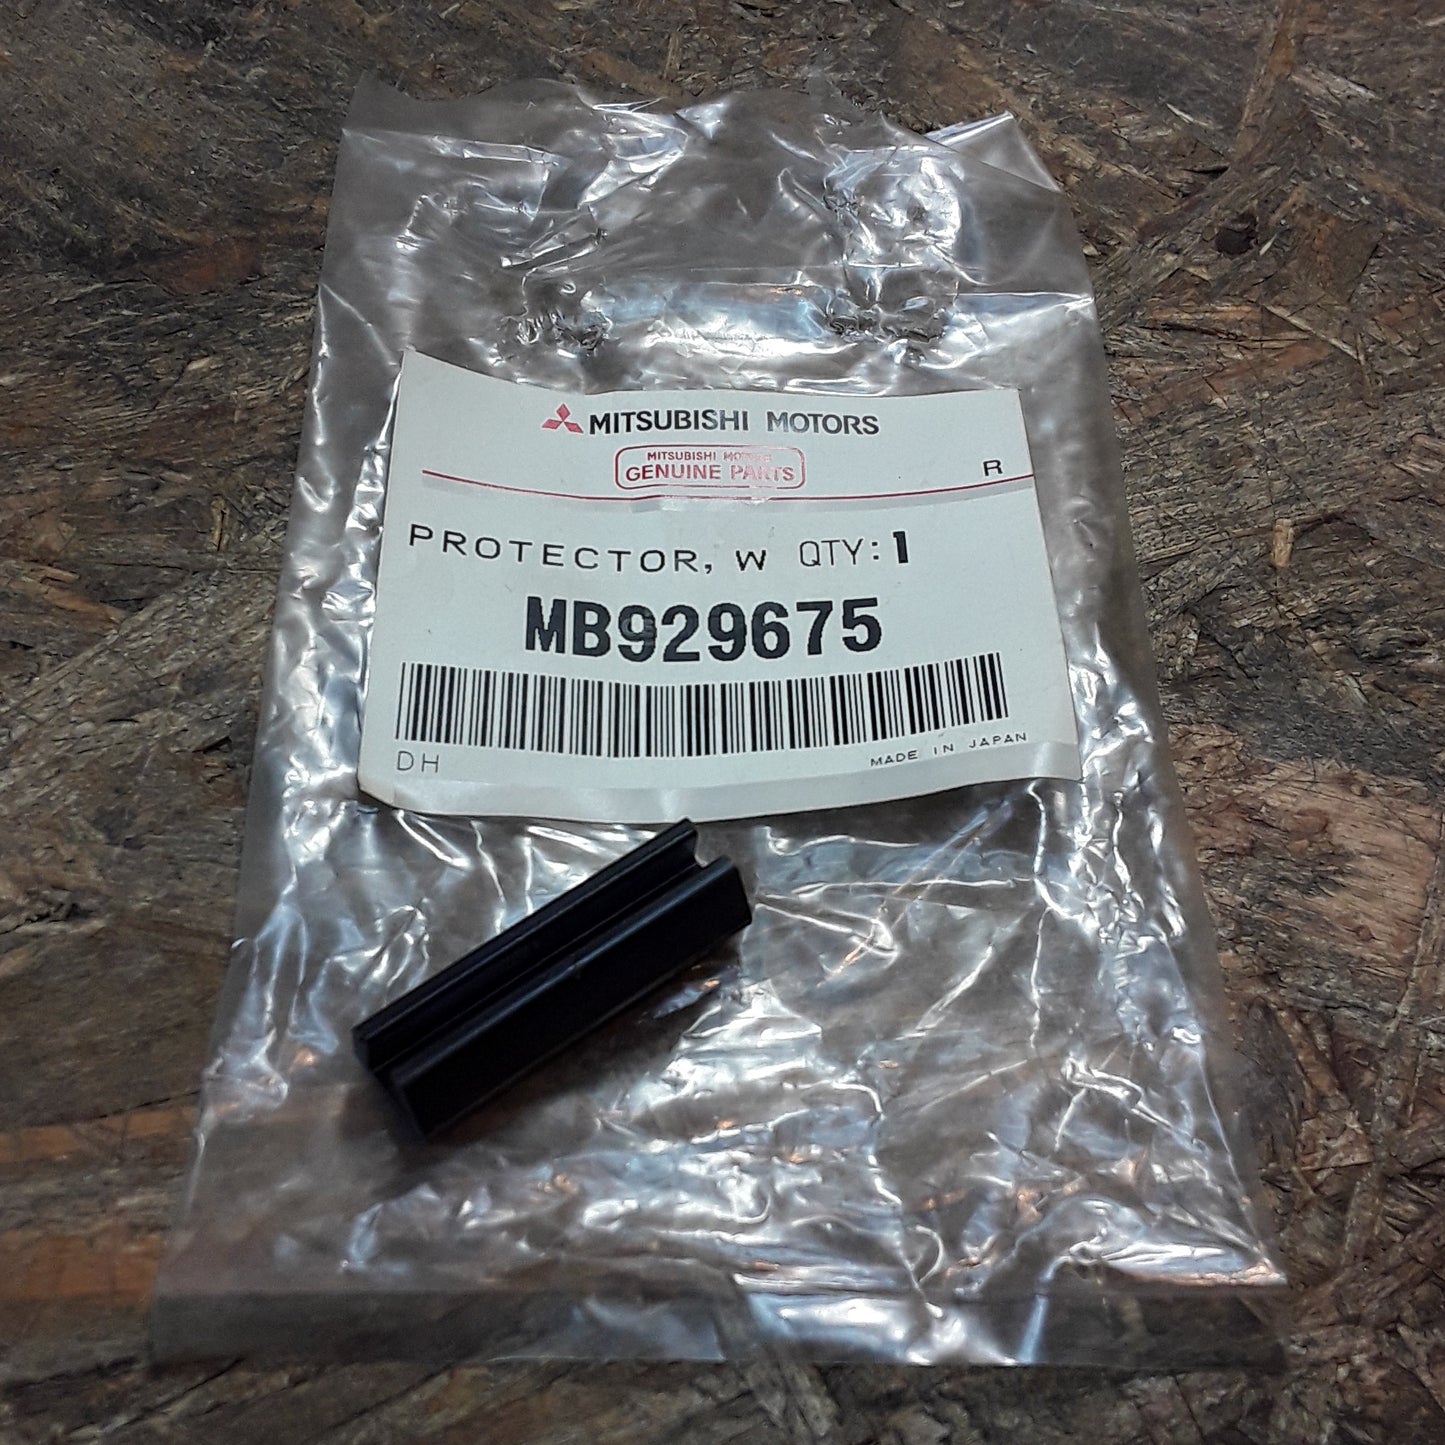 MITSUBISHI MOTORS
MITSUBISHI MOTORS
GENUINE PARTS
R
PROTECTOR, W QTY: 1
MB929675
DH
MADE IN JAPAN